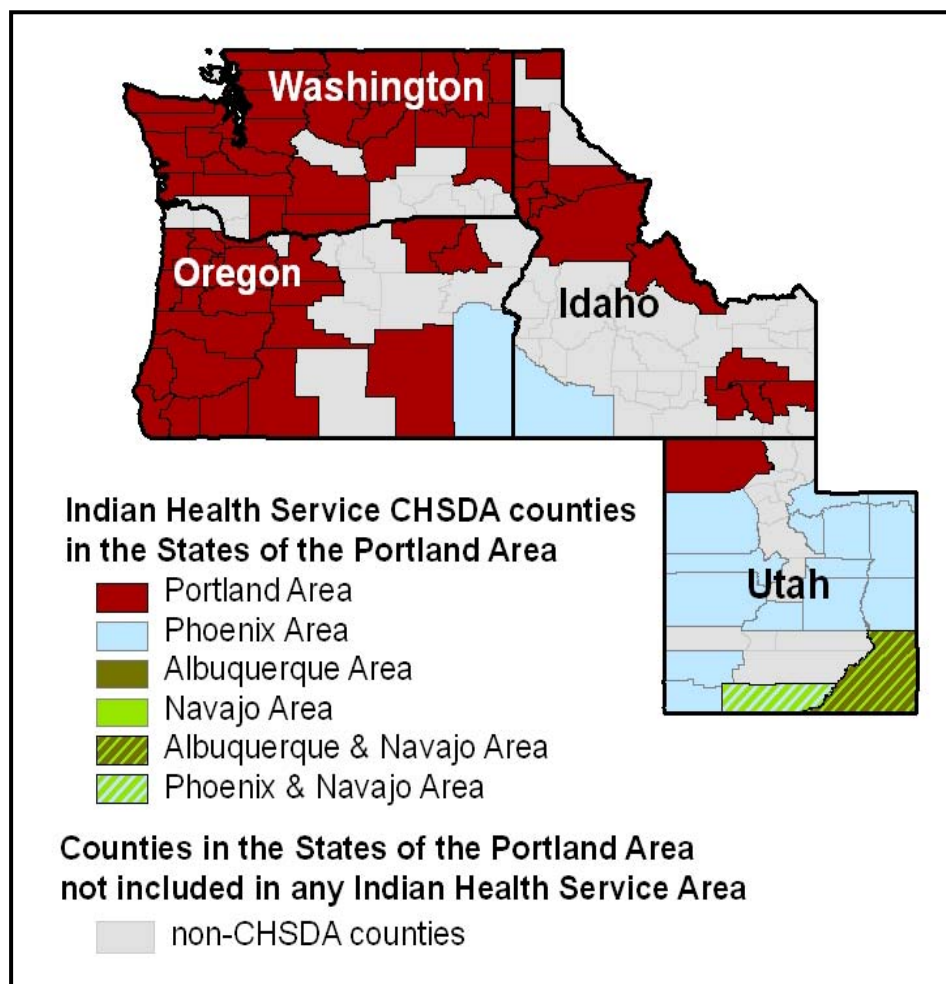 Washington
Oregon
Idaho
Utah
Indian Health Service CHSDA counties
in the States of the Portland Area
Portland Area
Phoenix Area
Albuquerque Area
Navajo Area
Albuquerque & Navajo Area
Phoenix & Navajo Area
Counties in the States of the Portland Area
not included in any Indian Health Service Area
non-CHSDA counties